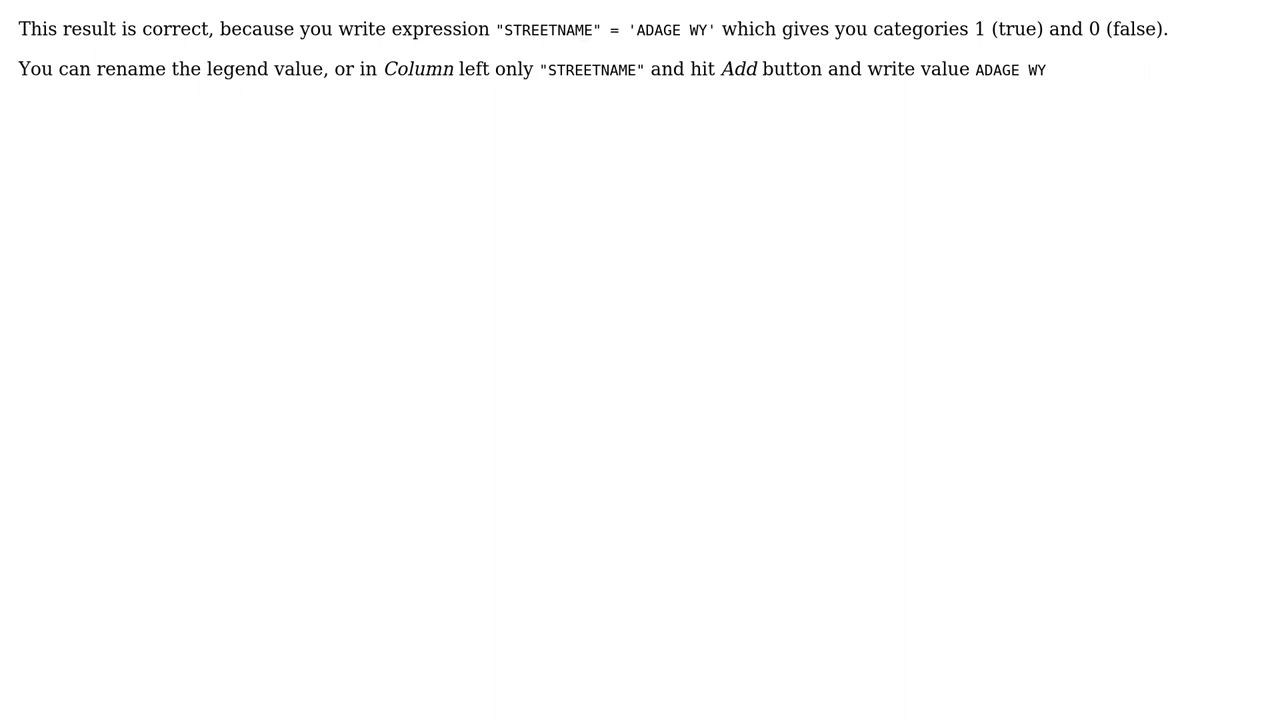 This result is correct, because you write expression "STREETNAME" = 'ADAGE WY' which gives you categories 1 (true) and 0 (false).
You can rename the legend value, or in Column left only "STREETNAME" and hit Add button and write value ADAGE WY